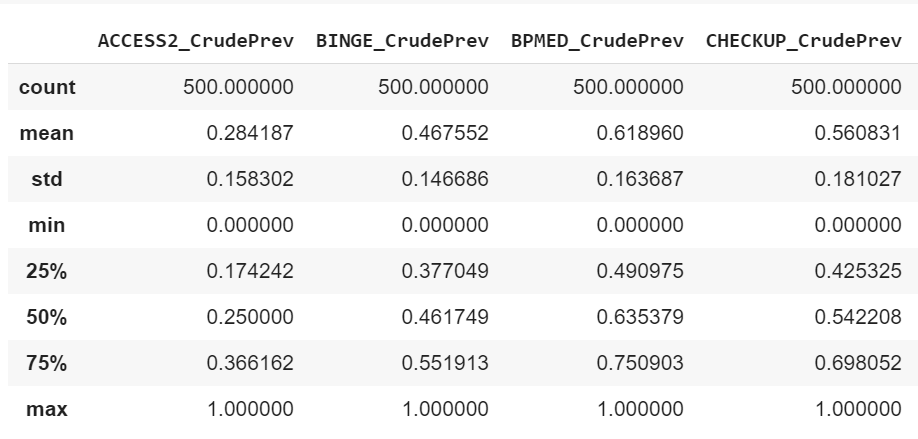 ACCESS2_CrudePrev BINGE_CrudePrev BPMED_CrudePrev CHECKUP_CrudePrev
count 500.000000 500.000000 500.000000 500.000000
mean 0.284187 0.467552 0.618960 0.560831
std 0.158302 0.146686 0.163687 0.181027
min 0.000000 0.000000 0.000000 0.000000
25% 0.174242 0.377049 0.490975 0.425325
50% 0.250000 0.461749 0.635379 0.542208
75% 0.366162 0.551913 0.750903 0.698052
max 1.000000 1.000000 1.000000 1.000000